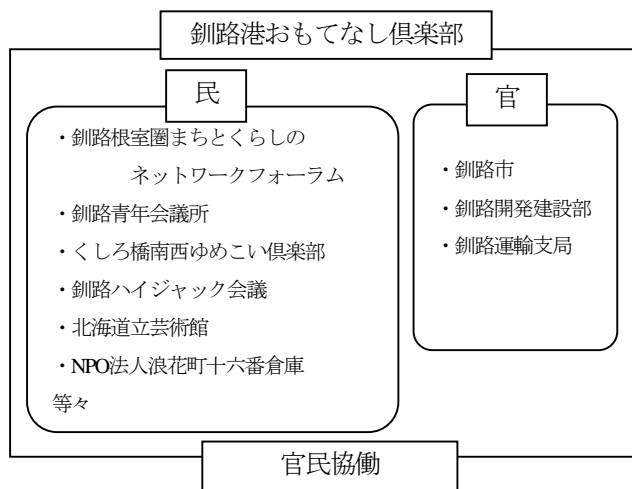 釧路港おもてなし倶楽部
民
・釧路根室圏まちとくらしの
ネットワークフォーラム
・釧路青年会議所
・くしろ橋南西ゆめこい倶楽部
・釧路ハイジャック会議
・北海道立芸術館
・NPO法人浪花町十六番倉庫
等々
官
・釧路市
・釧路開発建設部
・釧路運輸支局
官民協働